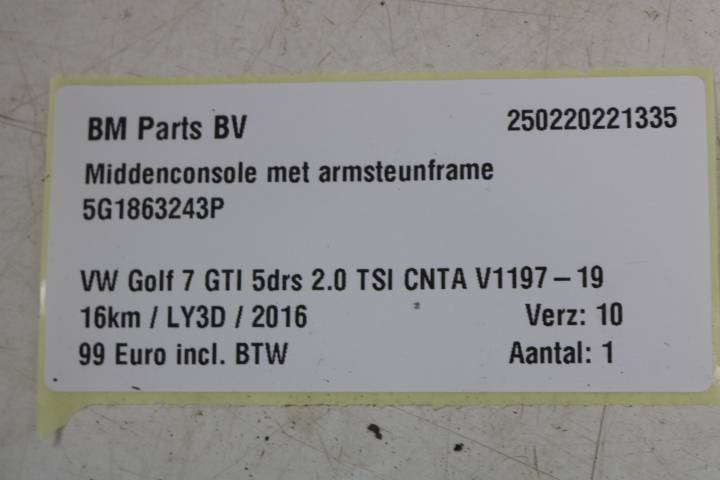 BM Parts BV 250220221335
Middenconsole met armsteunframe
5G1863243P
VW Golf 7 GTI 5drs 2.0 TSI CNTA V1197 – 19
16km / LY3D / 2016 Verz: 10
99 Euro incl. BTW Aantal: 1